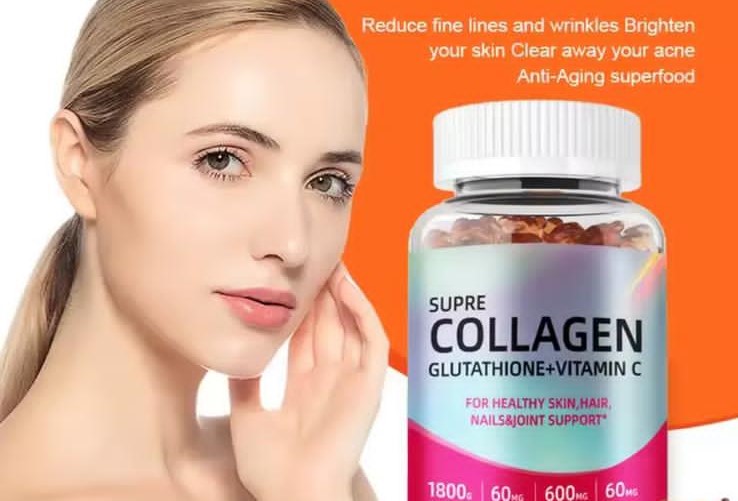 Reduce fine lines and wrinkles Brighten
your skin Clear away your acne
Anti-Aging superfood
SUPRE
COLLAGEN
GLUTATHIONE+VITAMIN C
FOR HEALTHY SKIN,HAIR,
NAILS&JOINT SUPPORT*
1800G 60MG 600MG 60MG